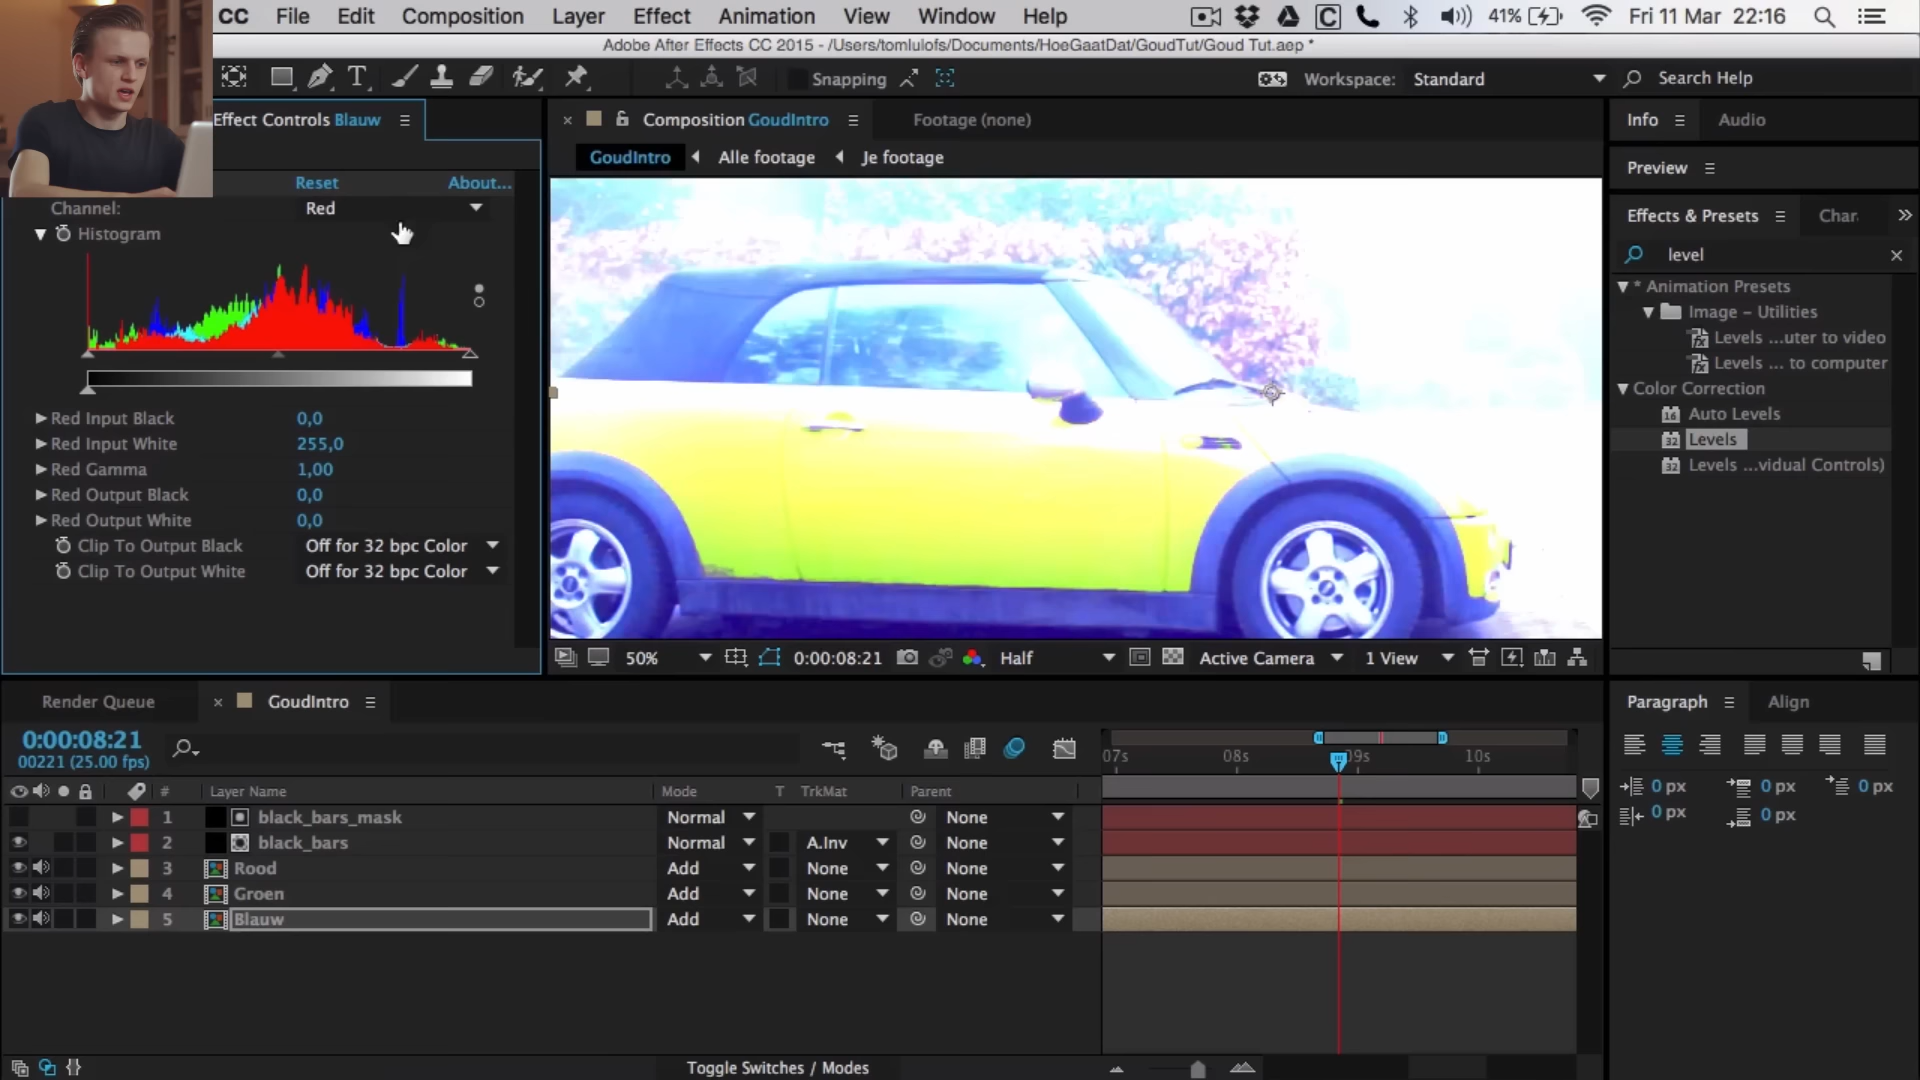 CC File Edit Composition Layer Effect Animation View Window Help 41% Fri 11 Mar 22:16
Adobe After Effects CC 2015 - /Users/tomlulofs/Documents/HoeGaatDat/GoudTut/Goud Tut.aep *
Snapping Workspace: Standard Search Help
Effect Controls Blauw
Composition GoudIntro Footage (none)
Info Audio
GoudIntro Alle footage Je footage
Preview
Reset About...
Channel: Red
Effects & Presets Char
Histogram
level
* Animation Presets
Image – Utilities
Levels ...uter to video
Levels ... to computer
Color Correction
Auto Levels
Levels
Levels ...vidual Controls)
Red Input Black 0,0
Red Input White 255,0
Red Gamma 1,00
Red Output Black 0,0
Red Output White 0,0
Clip To Output Black Off for 32 bpc Color
Clip To Output White Off for 32 bpc Color
50% 0:00:08:21 Half Active Camera 1 View
Render Queue GoudIntro
Paragraph Align
0:00:08:21
00221 (25.00 fps)
07s 08s 09s 10s
# Layer Name Mode T TrkMat Parent
0 px 0 px 0 px
0 px 0 px
1 black_bars_mask Normal None
2 black_bars Normal A.Inv None
3 Rood Add None None
4 Groen Add None None
5 Blauw Add None None
Toggle Switches / Modes